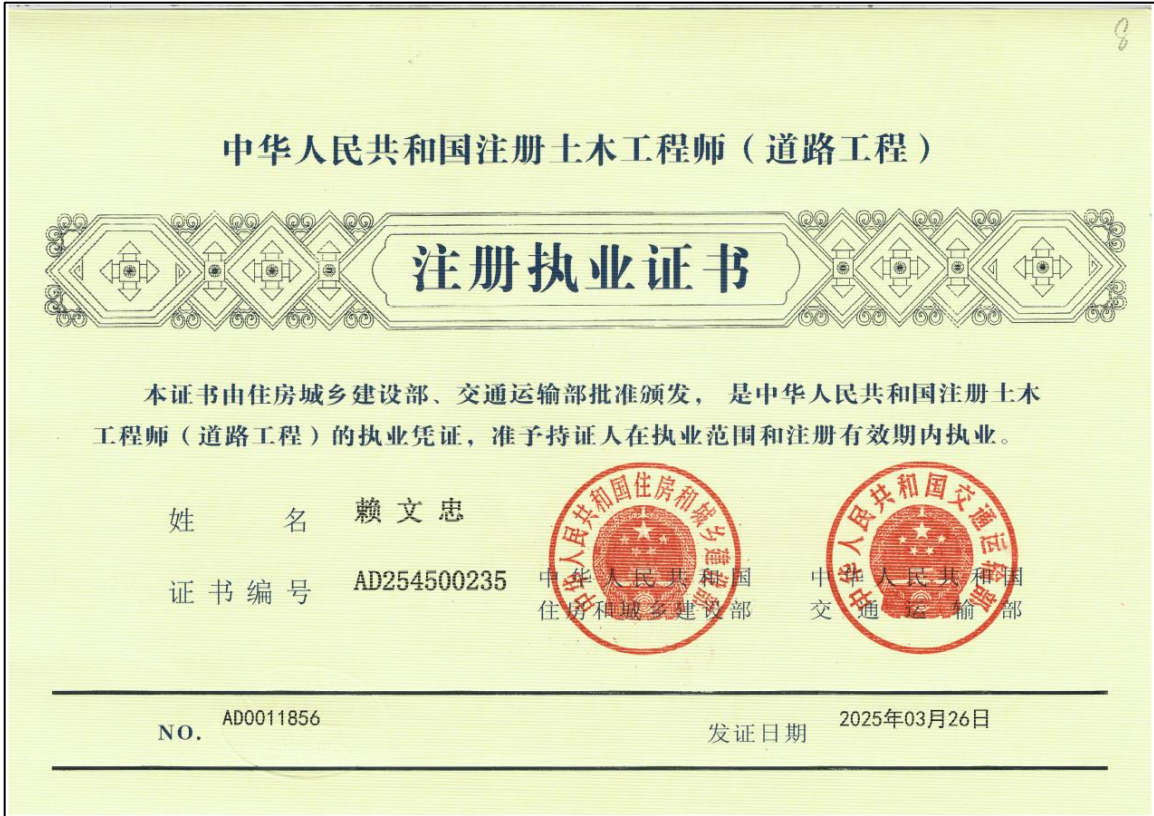 8
中华人民共和国注册土木工程师（道路工程）
注册执业证书
本证书由住房城乡建设部、交通运输部批准颁发， 是中华人民共和国注册土木
工程师（道路工程）的执业凭证，准予持证人在执业范围和注册有效期内执业。
姓 名 赖文忠
证书编号 AD254500235
中华人民共和国住房和城乡建设部
中华人民共和国
住房和城乡建设部
中华人民共和国交通运输部
中华人民共和国
交通运输部
NO. AD0011856
发证日期 2025年03月26日